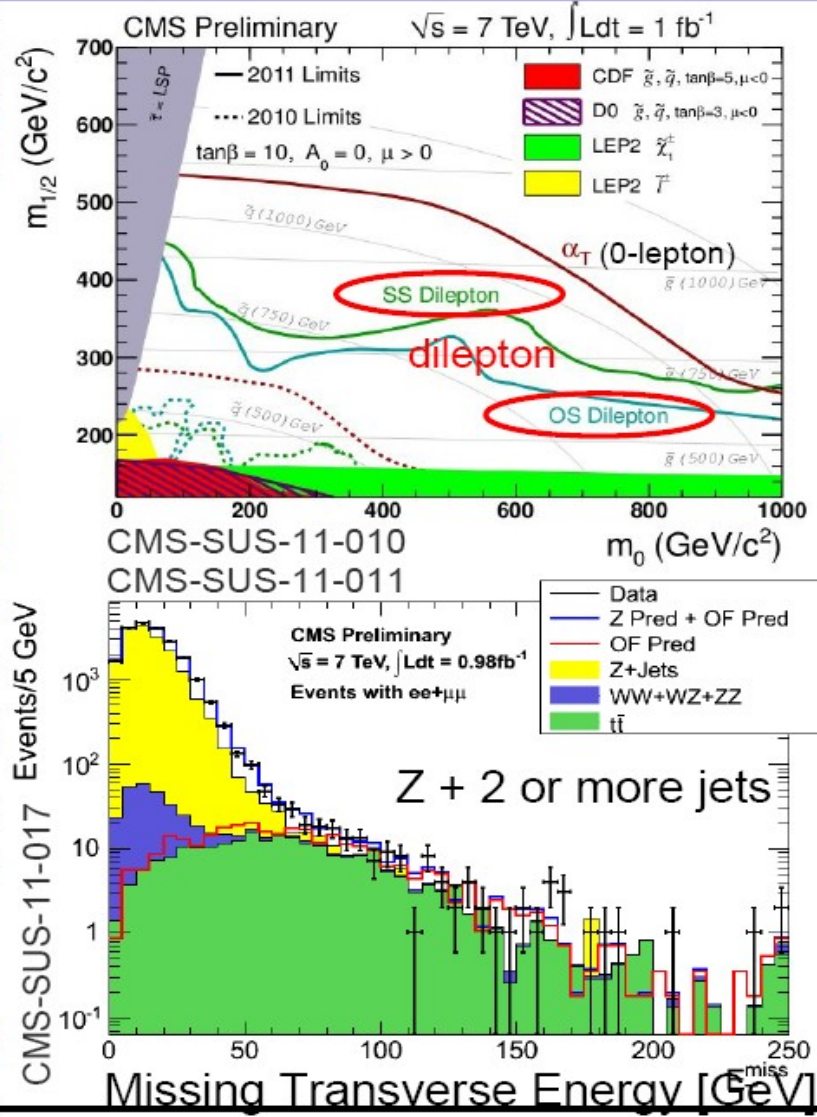 CMS Preliminary √s = 7 TeV, ∫Ldt = 1 fb⁻¹
m₁/₂ (GeV/c²)
700
600
500
400
300
200
τ̃ = LSP
2011 Limits
2010 Limits
tanβ = 10, A₀ = 0, μ > 0
CDF g̃, q̃, tanβ=5, μ<0
D0 g̃, q̃, tanβ=3, μ<0
LEP2 χ̃₁±
LEP2 l̃±
q̃ (1000) GeV
α_T (0-lepton)
g̃ (1000) GeV
SS Dilepton
q̃ (750) GeV
dilepton
g̃ (750) GeV
OS Dilepton
q̃ (500) GeV
g̃ (500) GeV
0 200 400 600 800 1000
m₀ (GeV/c²)
CMS-SUS-11-010
CMS-SUS-11-011
CMS-SUS-11-017 Events/5 GeV
CMS Preliminary
√s = 7 TeV, ∫Ldt = 0.98fb⁻¹
Events with ee+μμ
Data
Z Pred + OF Pred
OF Pred
Z+Jets
WW+WZ+ZZ
tt̄
Z + 2 or more jets
10³
10²
10
1
10⁻¹
0 50 100 150 200 250
Missing Transverse Energy [GeV]